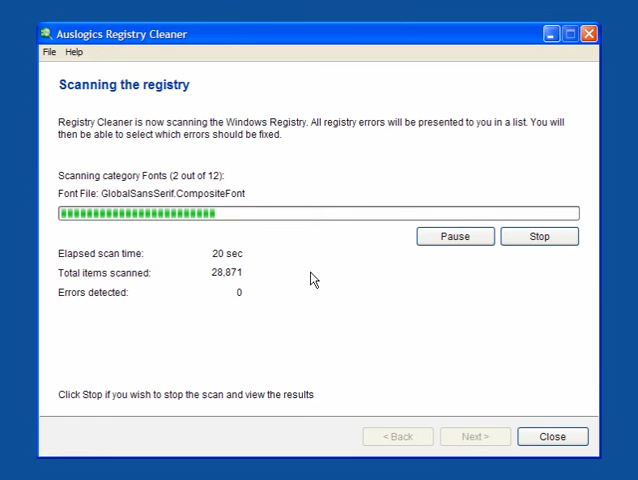 Auslogics Registry Cleaner
File Help
Scanning the registry
Registry Cleaner is now scanning the Windows Registry. All registry errors will be presented to you in a list. You will
then be able to select which errors should be fixed.
Scanning category Fonts (2 out of 12):
Font File: GlobalSansSerif.CompositeFont
Pause Stop
Elapsed scan time: 20 sec
Total items scanned: 28,871
Errors detected: 0
Click Stop if you wish to stop the scan and view the results
< Back Next > Close